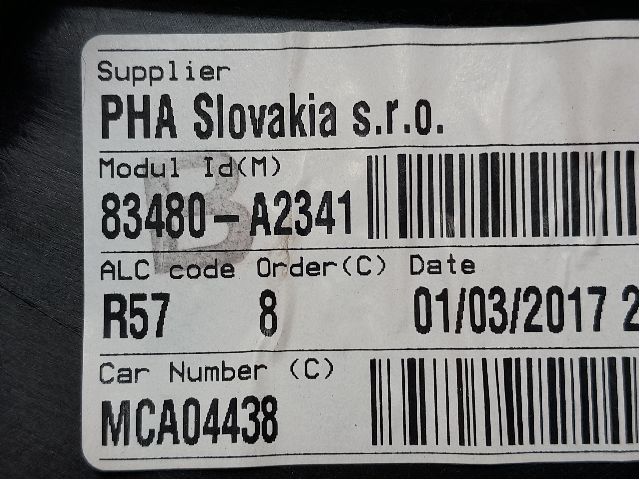 Supplier
PHA Slovakia s.r.o.
Modul Id(M)
83480-A2341
B
ALC code Order(C) Date
R57 8 01/03/2017 2
Car Number (C)
MCA04438